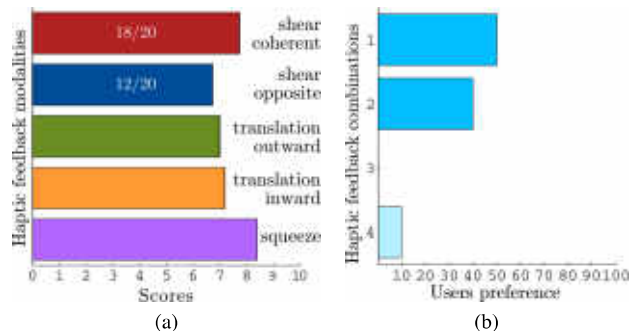 Haptic feedback modalities
18/20
shear
coherent
12/20
shear
opposite
translation
outward
translation
inward
squeeze
0 1 2 3 4 5 6 7 8 9 10
Scores
(a)
Haptic feedback combinations
1
2
3
4
10 20 30 40 50 60 70 80 90 100
Users preference
(b)